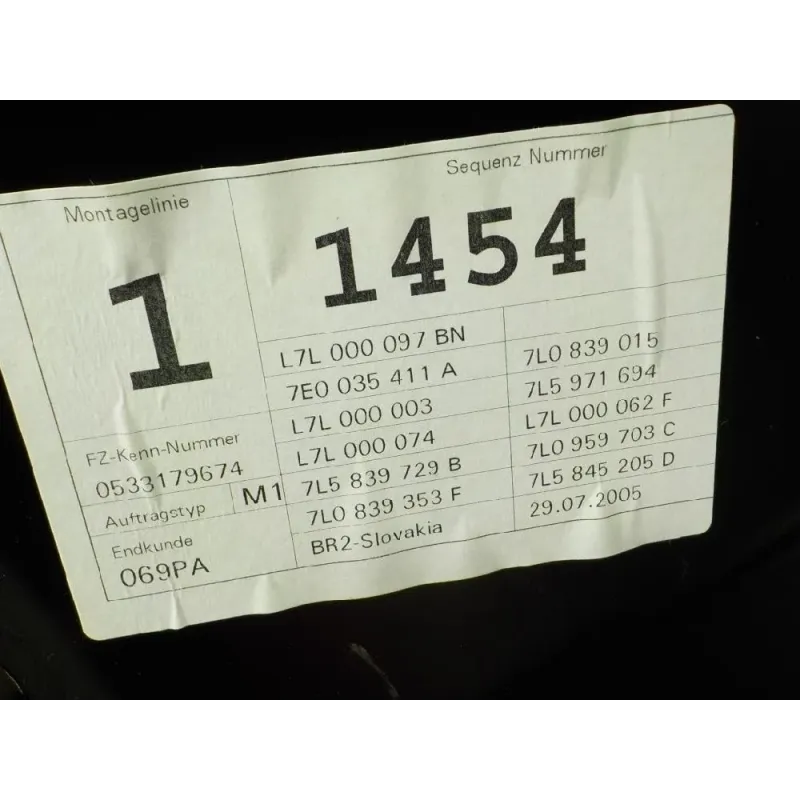 Montagelinie
1
Sequenz Nummer
1454
FZ-Kenn-Nummer
0533179674
Auftragstyp M1
Endkunde
069PA
L7L 000 097 BN
7E0 035 411 A
L7L 000 003
L7L 000 074
7L5 839 729 B
7L0 839 353 F
BR2-Slovakia
7L0 839 015
7L5 971 694
L7L 000 062 F
7L0 959 703 C
7L5 845 205 D
29.07.2005